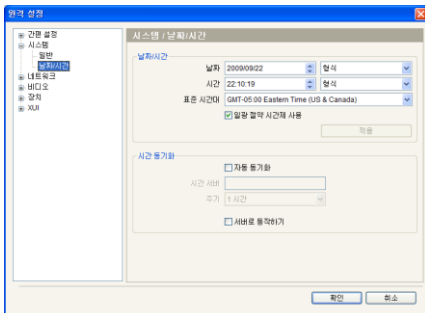 원격 설정
간편 설정
시스템
일반
날짜/시간
네트워크
비디오
장치
XUI
시스템 / 날짜/시간
날짜/시간
날짜 2009/09/22 형식
시간 22:10:19 형식
표준 시간대 GMT-05:00 Eastern Time (US & Canada)
일광 절약 시간제 사용
적용
시간 동기화
자동 동기화
시간 서버
주기 1 시간
서버로 동작하기
확인 취소